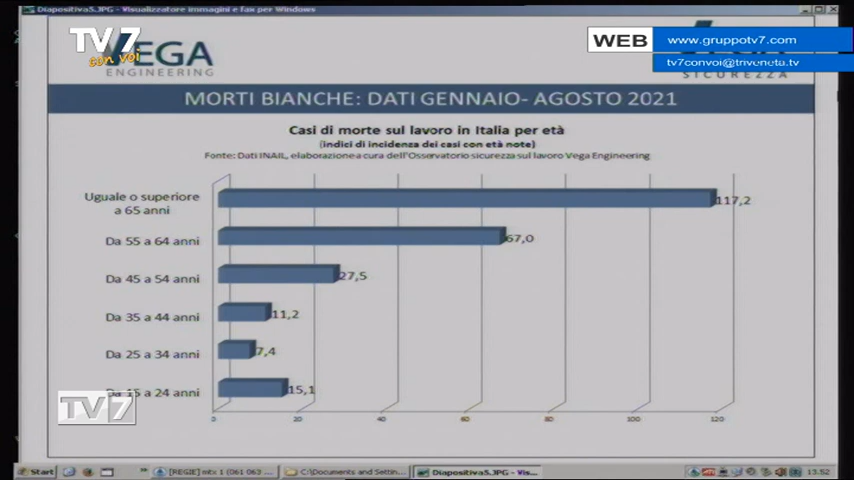 Diapositiva5.JPG - Visualizzatore immagini e fax per Windows
TV7
con voi
VEGA
ENGINEERING
WEB
www.gruppotv7.com
tv7convoi@triveneta.tv
SICUREZZA
MORTI BIANCHE: DATI GENNAIO- AGOSTO 2021
Casi di morte sul lavoro in Italia per età
(indici di incidenza dei casi con età note)
Fonte: Dati INAIL, elaborazione a cura dell'Osservatorio sicurezza sul lavoro Vega Engineering
Uguale o superiore
a 65 anni
117,2
Da 55 a 64 anni
67,0
Da 45 a 54 anni
27,5
Da 35 a 44 anni
11,2
Da 25 a 34 anni
7,4
Da 15 a 24 anni
15,1
TV7
0 20 40 60 80 100 120
Start
[REGIE] mtx 1 (061 063 ...
C:\Documents and Settin...
Diapositiva5.JPG - Vis...
13.52